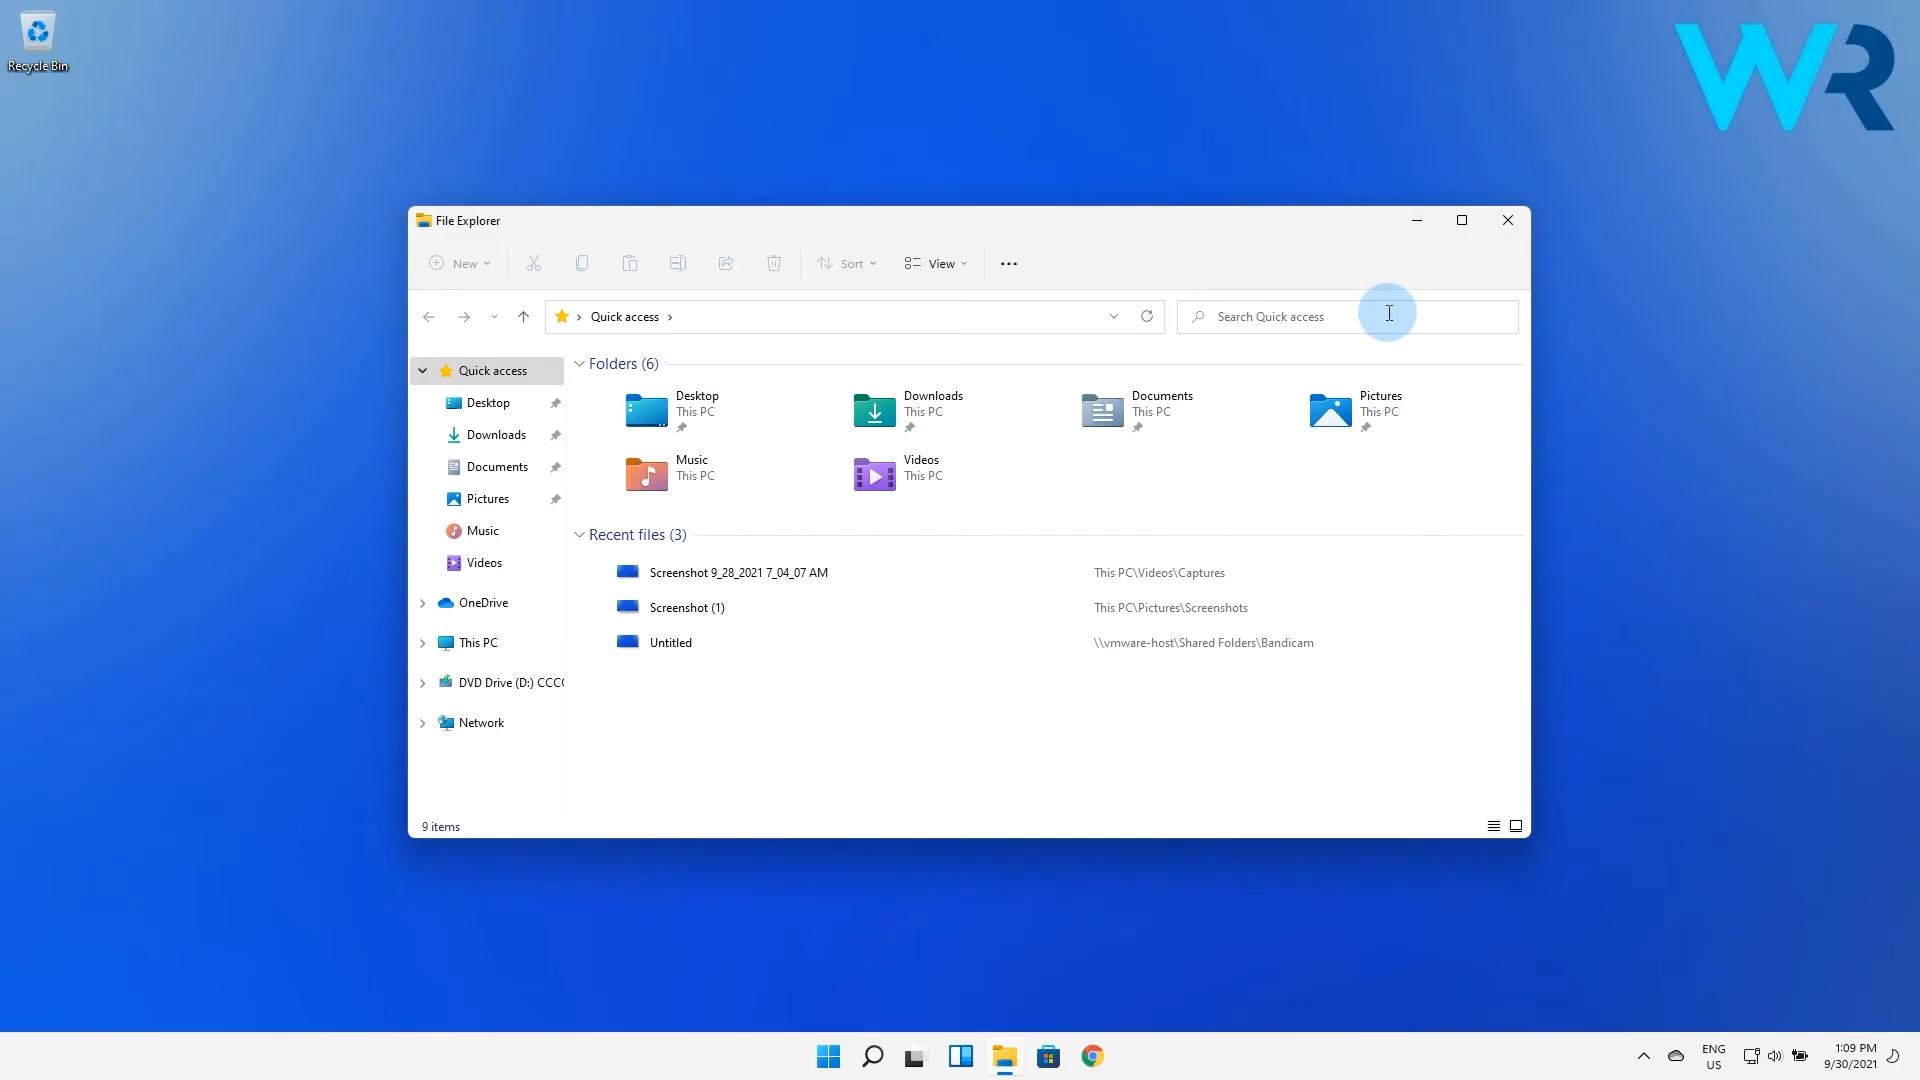 Recycle Bin
WR
File Explorer
New
Sort
View
Quick access
Search Quick access
Quick access
Desktop
Downloads
Documents
Pictures
Music
Videos
OneDrive
This PC
DVD Drive (D:) CCC
Network
Folders (6)
Desktop
This PC
Downloads
This PC
Documents
This PC
Pictures
This PC
Music
This PC
Videos
This PC
Recent files (3)
Screenshot 9_28_2021 7_04_07 AM This PC\Videos\Captures
Screenshot (1) This PC\Pictures\Screenshots
Untitled \\vmware-host\Shared Folders\Bandicam
9 items
ENG
US
1:09 PM
9/30/2021